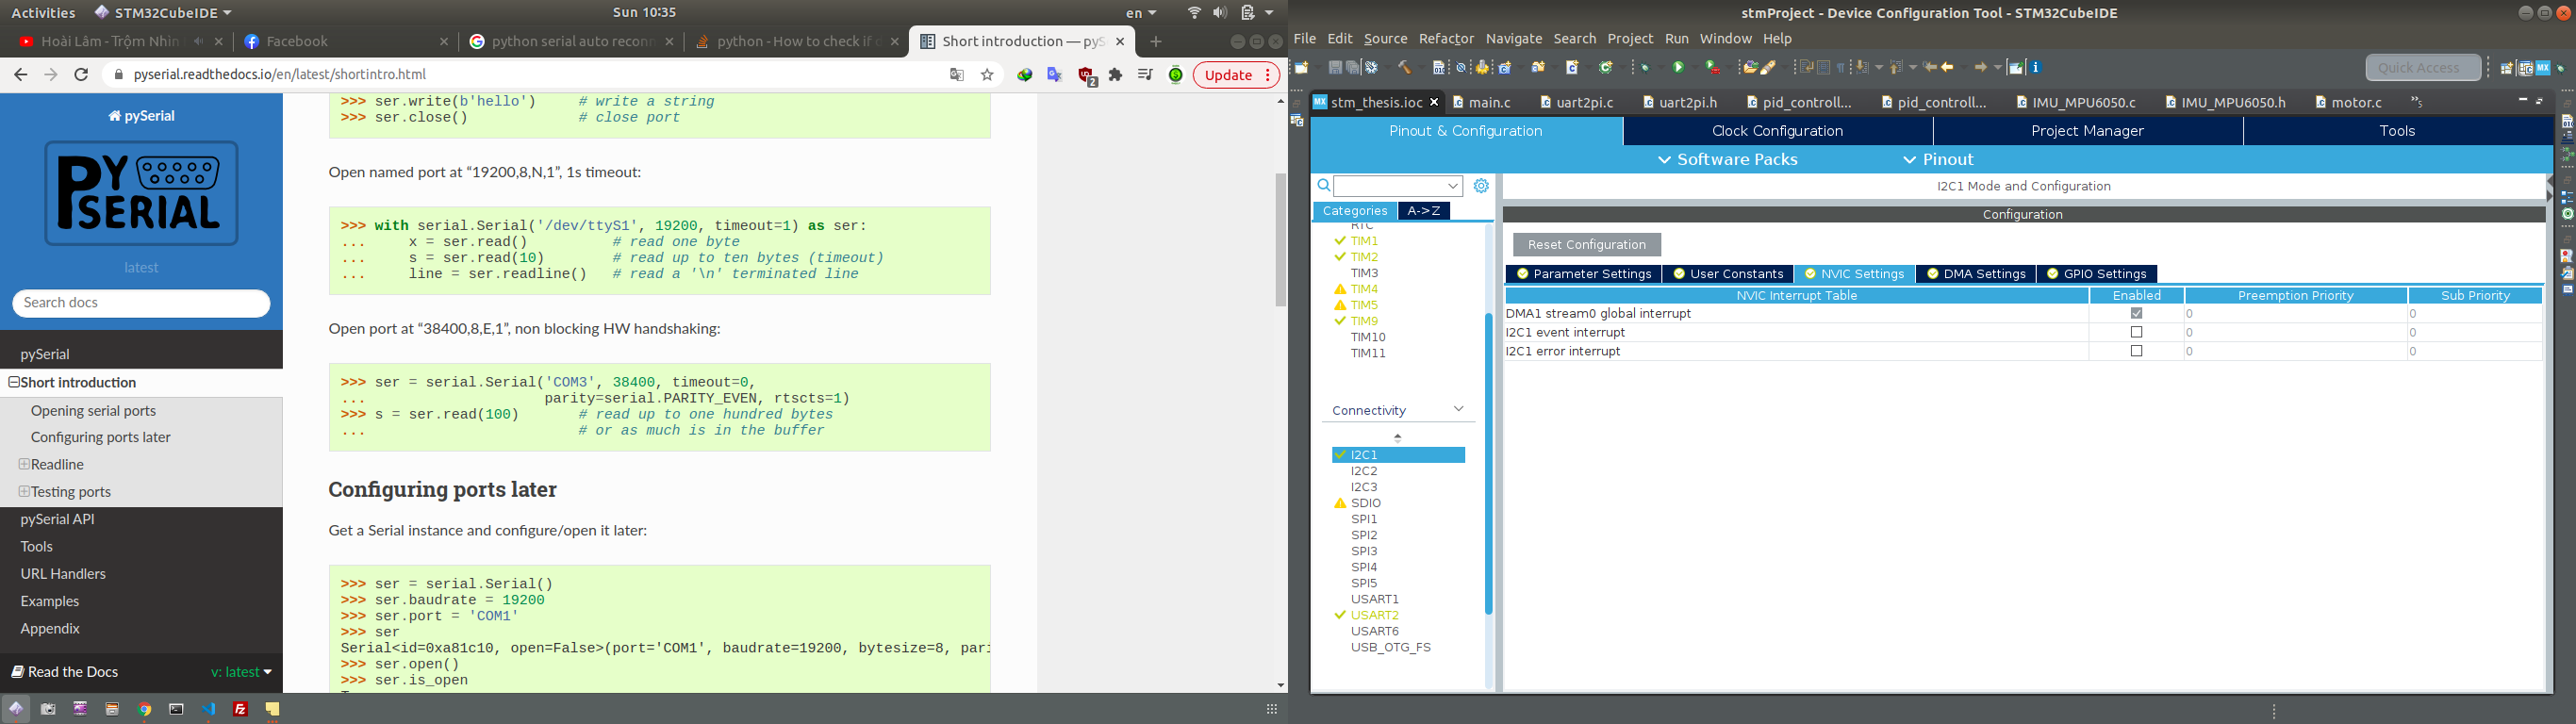 Activities
STM32CubeIDE
Sun 10:35
en
Hoài Lâm - Trộm Nhìn
Facebook
python serial auto reconn
python - How to check if
Short introduction — pyS
pyserial.readthedocs.io/en/latest/shortintro.html
2
Update
pySerial
PY SERIAL
latest
Search docs
pySerial
Short introduction
Opening serial ports
Configuring ports later
Readline
Testing ports
pySerial API
Tools
URL Handlers
Examples
Appendix
Read the Docs
v: latest
>>> ser.write(b'hello')     # write a string
>>> ser.close()             # close port
Open named port at “19200,8,N,1”, 1s timeout:
>>> with serial.Serial('/dev/ttyS1', 19200, timeout=1) as ser:
...     x = ser.read()          # read one byte
...     s = ser.read(10)        # read up to ten bytes (timeout)
...     line = ser.readline()   # read a '\n' terminated line
Open port at “38400,8,E,1”, non blocking HW handshaking:
>>> ser = serial.Serial('COM3', 38400, timeout=0,
...                     parity=serial.PARITY_EVEN, rtscts=1)
>>> s = ser.read(100)       # read up to one hundred bytes
...                         # or as much is in the buffer
Configuring ports later
Get a Serial instance and configure/open it later:
>>> ser = serial.Serial()
>>> ser.baudrate = 19200
>>> ser.port = 'COM1'
>>> ser
Serial<id=0xa81c10, open=False>(port='COM1', baudrate=19200, bytesize=8, pari
>>> ser.open()
>>> ser.is_open
stmProject - Device Configuration Tool - STM32CubeIDE
File Edit Source Refactor Navigate Search Project Run Window Help
Quick Access
stm_thesis.ioc
main.c
uart2pi.c
uart2pi.h
pid_controll...
pid_controll...
IMU_MPU6050.c
IMU_MPU6050.h
motor.c
»5
Pinout & Configuration
Clock Configuration
Project Manager
Tools
Software Packs
Pinout
Categories
A->Z
RTC
TIM1
TIM2
TIM3
TIM4
TIM5
TIM9
TIM10
TIM11
Connectivity
I2C1
I2C2
I2C3
SDIO
SPI1
SPI2
SPI3
SPI4
SPI5
USART1
USART2
USART6
USB_OTG_FS
I2C1 Mode and Configuration
Configuration
Reset Configuration
Parameter Settings
User Constants
NVIC Settings
DMA Settings
GPIO Settings
NVIC Interrupt Table Enabled Preemption Priority Sub Priority
DMA1 stream0 global interrupt 0 0
I2C1 event interrupt 0 0
I2C1 error interrupt 0 0